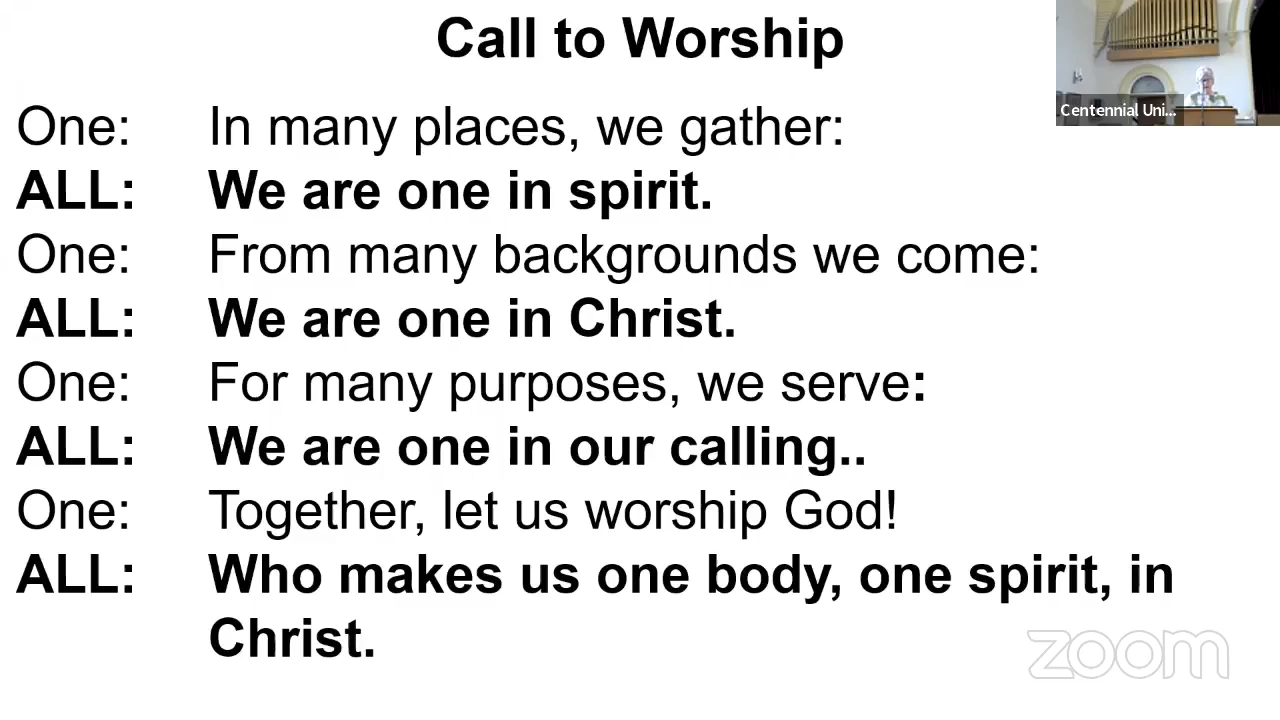 Call to Worship
Centennial Uni...
One: In many places, we gather:
ALL: We are one in spirit.
One: From many backgrounds we come:
ALL: We are one in Christ.
One: For many purposes, we serve:
ALL: We are one in our calling..
One: Together, let us worship God!
ALL: Who makes us one body, one spirit, in
Christ.
zoom